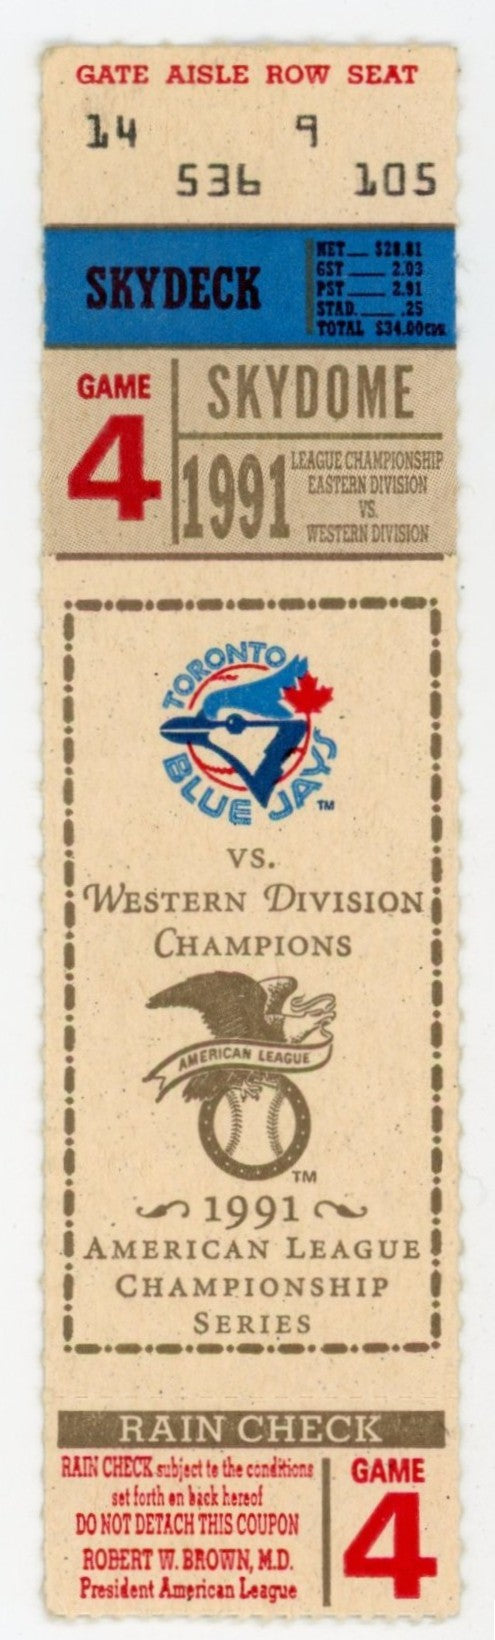 GATE AISLE ROW SEAT
14 9
536 105
SKYDECK
NET $28.81
GST 2.03
PST 2.91
STAD. .25
TOTAL $34.00CDN.
GAME
4
SKYDOME
1991
LEAGUE CHAMPIONSHIP
EASTERN DIVISION
VS.
WESTERN DIVISION
TORONTO
BLUE JAYS TM
VS.
WESTERN DIVISION
CHAMPIONS
AMERICAN LEAGUE
TM
1991
AMERICAN LEAGUE
CHAMPIONSHIP
SERIES
RAIN CHECK
RAIN CHECK subject to the conditions
set forth on back hereof
DO NOT DETACH THIS COUPON
ROBERT W. BROWN, M.D.
President American League
GAME
4